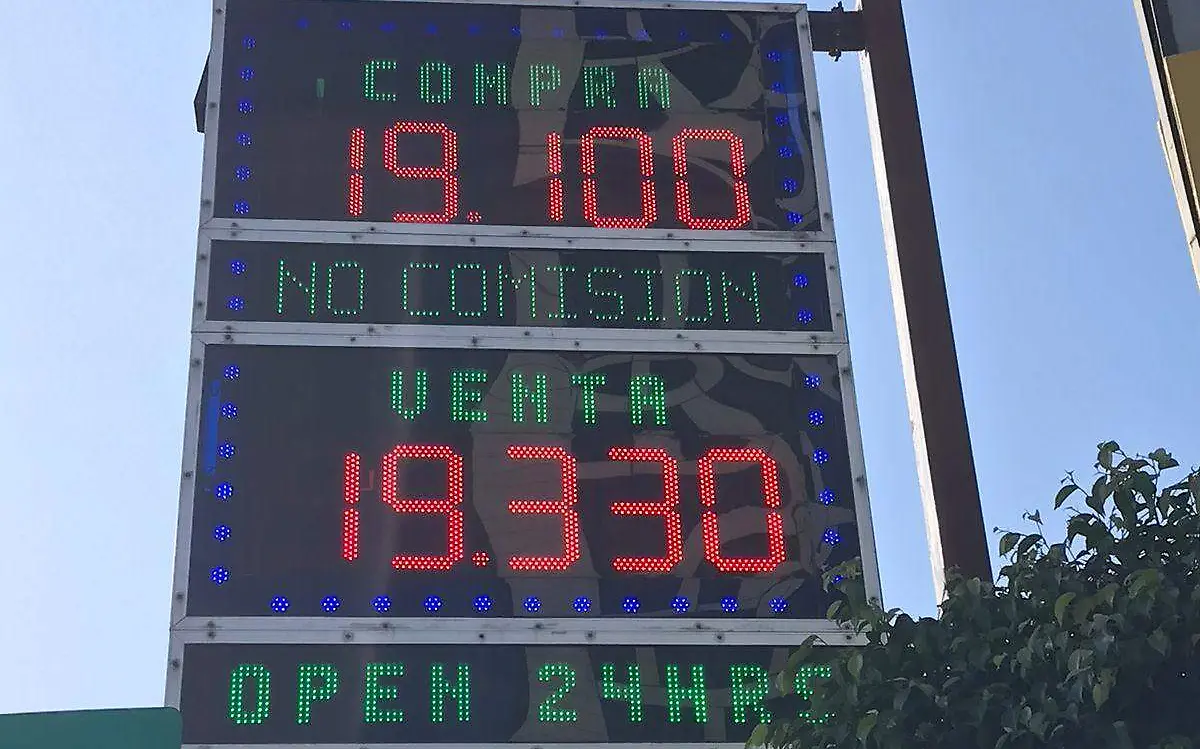 COMPRA
19.100
NO COMISION
VENTA
19.330
OPEN 24HRS